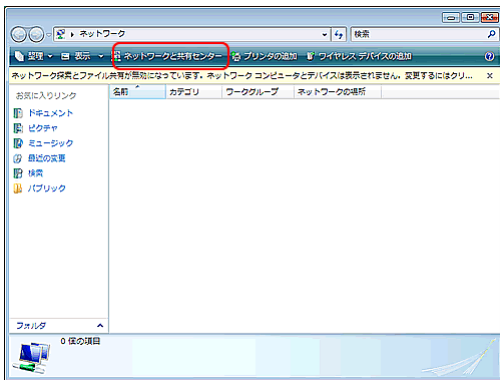 ネットワーク
検索
整理 表示 ネットワークと共有センター プリンタの追加 ワイヤレス デバイスの追加
ネットワーク探索とファイル共有が無効になっています。ネットワーク コンピュータとデバイスは表示されません。変更するにはクリ...
お気に入りリンク
名前 カテゴリ ワークグループ ネットワークの場所
ドキュメント
ピクチャ
ミュージック
最近の変更
検索
パブリック
フォルダ
0 個の項目